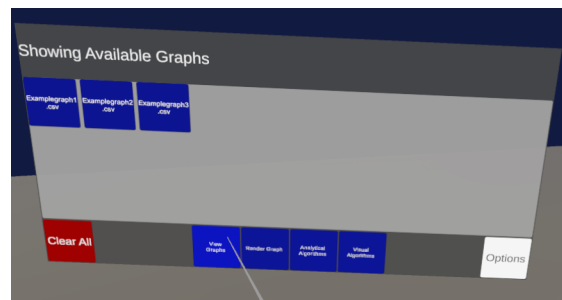 Showing Available Graphs
Examplegraph1
.csv
Examplegraph2
.csv
Examplegraph3
.csv
Clear All
View
Graphs
Render Graph
Analytical
Algorithms
Visual
Algorithms
Options